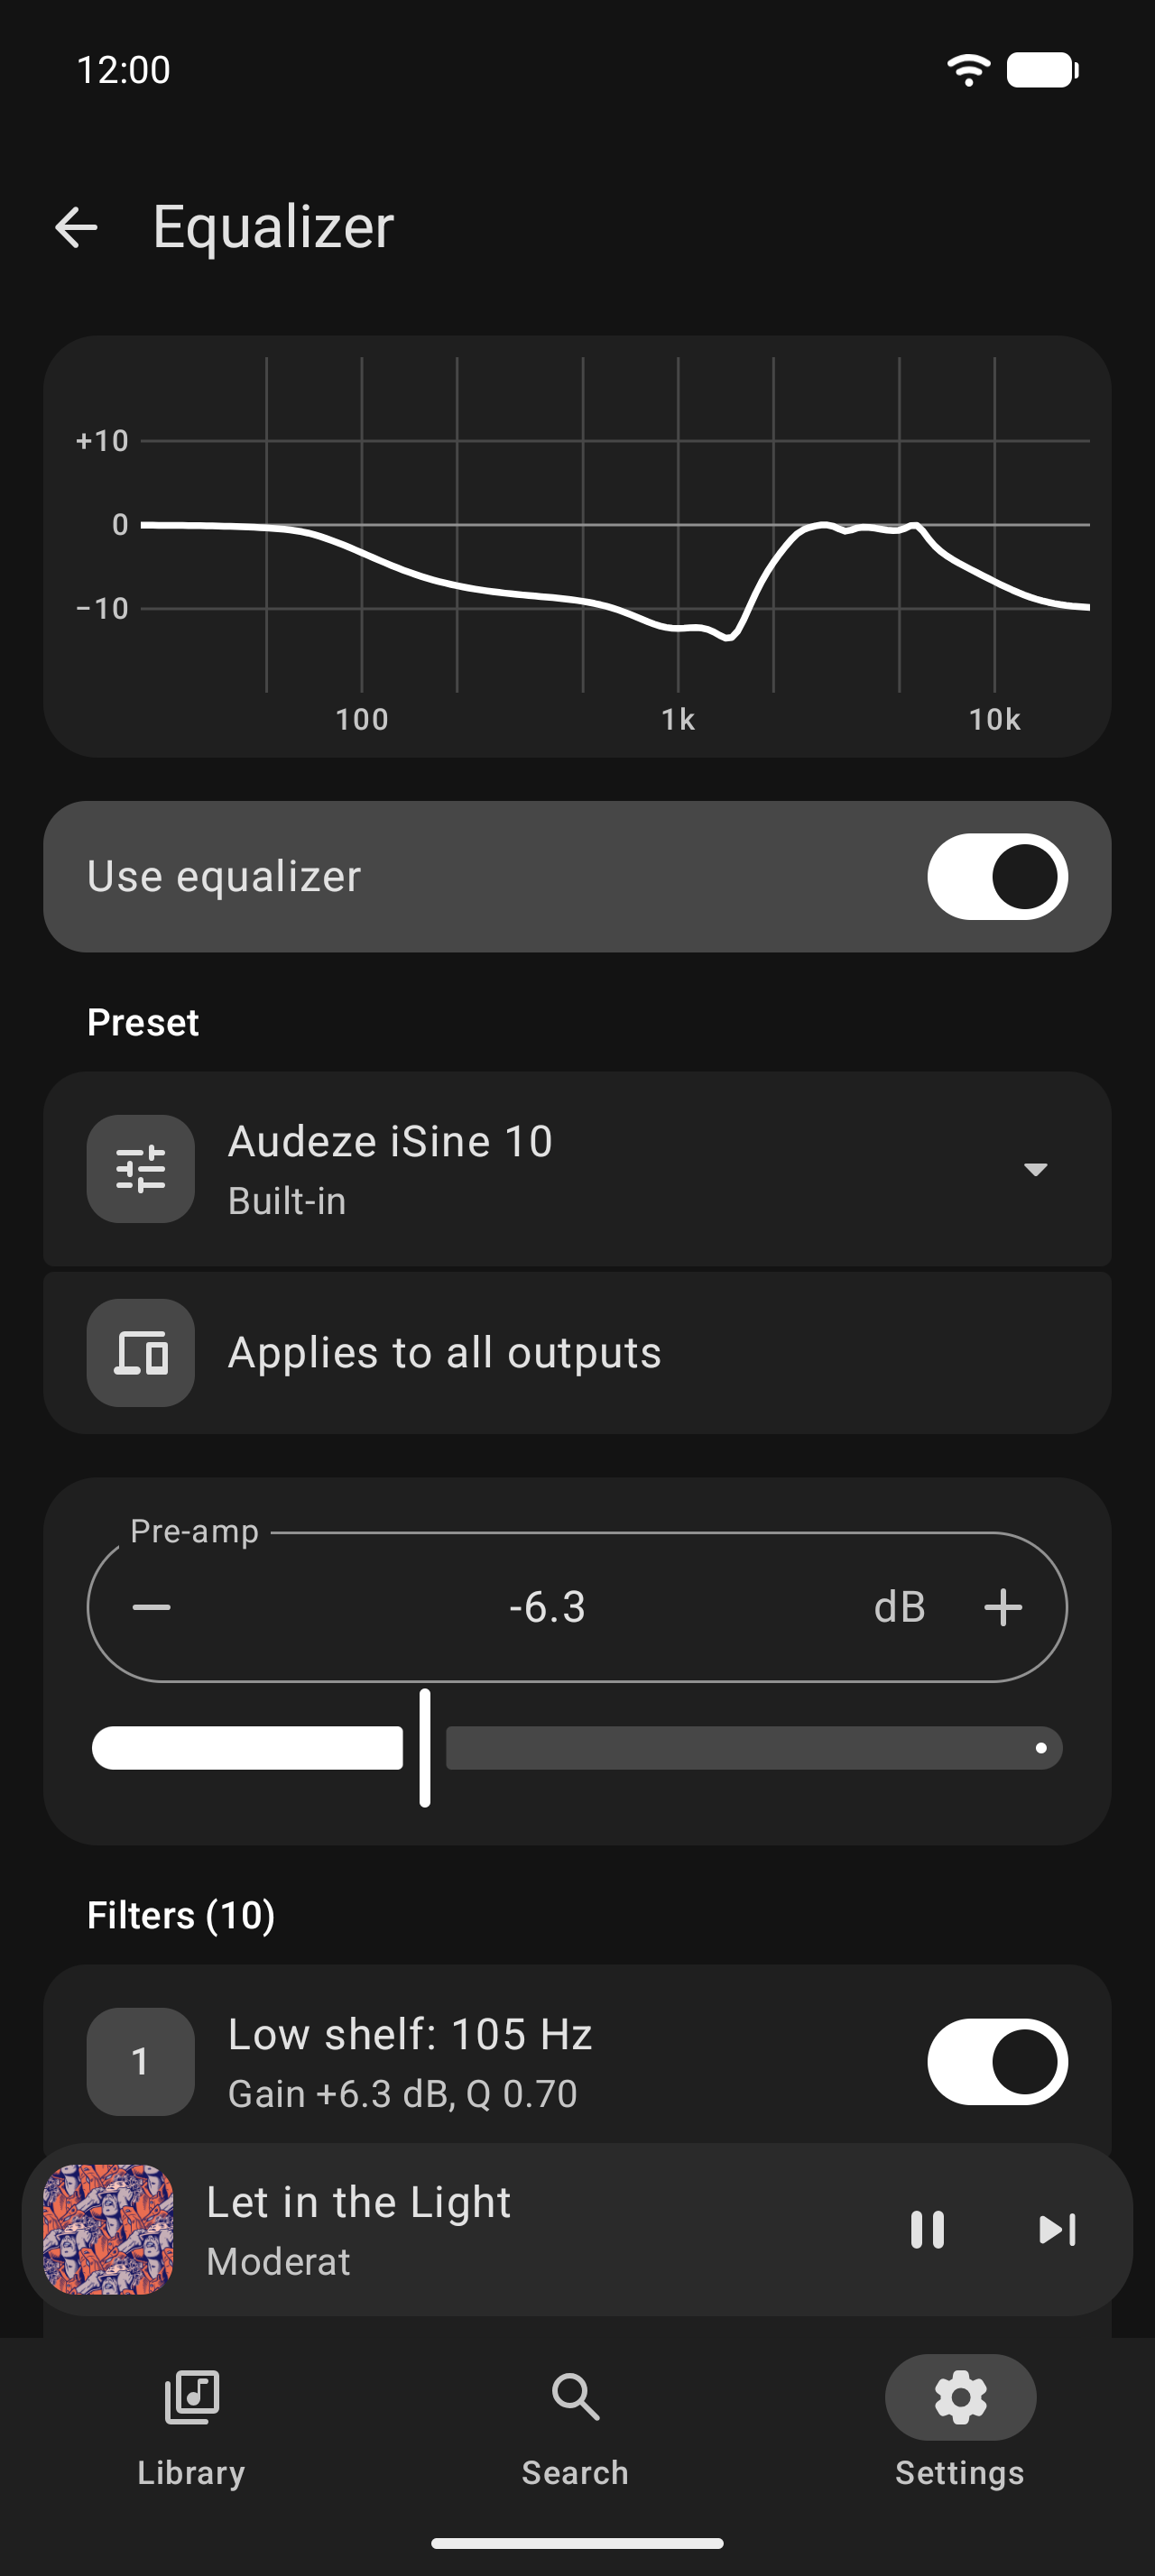 12:00
Equalizer
+10
0
−10
100 1k 10k
Use equalizer
Preset
Audeze iSine 10
Built-in
Applies to all outputs
Pre-amp
-6.3 dB
Filters (10)
1
Low shelf: 105 Hz
Gain +6.3 dB, Q 0.70
Let in the Light
Moderat
Library Search Settings